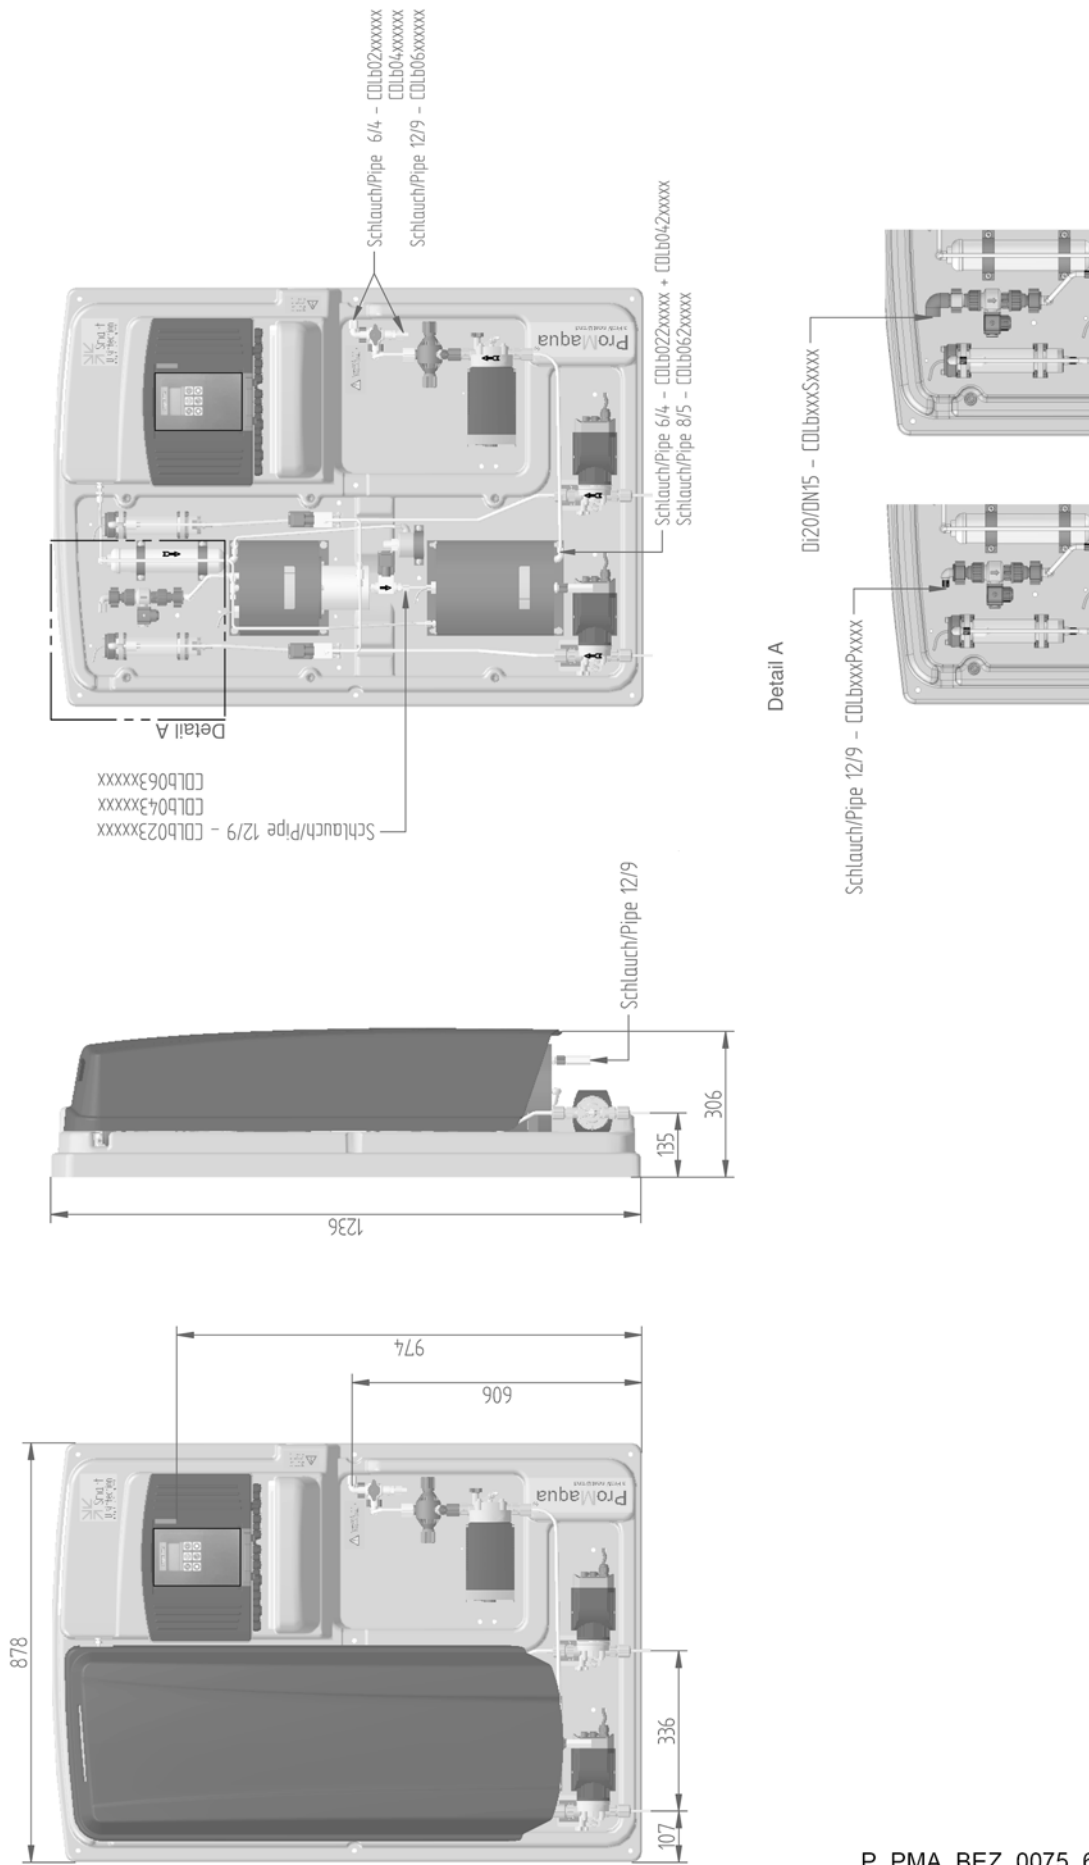 Schlauch/Pipe 6/4 - CDLb02xxxxxx
CDLb04xxxxxx
Schlauch/Pipe 12/9 - CDLb06xxxxxx
Schlauch/Pipe 6/4 - CDLb022xxxxx + CDLb042xxxxx
Schlauch/Pipe 8/5 - CDLb062xxxxx
ProMaqua
Detail A
Schlauch/Pipe 12/9 - CDLb023xxxxxx
CDLb043xxxxx
CDLb063xxxxx
Detail A
Di20/DN15 - CDLbxxxSxxxx
Schlauch/Pipe 12/9 - CDLbxxxPxxxx
Schlauch/Pipe 12/9
306
135
1236
974
606
878
ProMaqua
336
107
P_PMA_BEZ_0075_6